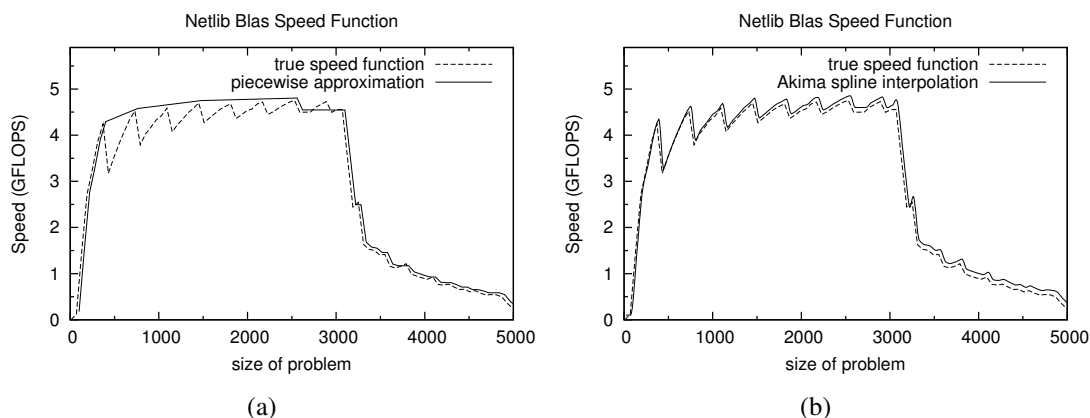 Netlib Blas Speed Function
true speed function
piecewise approximation
Speed (GFLOPS)
5
4
3
2
1
0
0 1000 2000 3000 4000 5000
size of problem
(a)
Netlib Blas Speed Function
true speed function
Akima spline interpolation
Speed (GFLOPS)
5
4
3
2
1
0
0 1000 2000 3000 4000 5000
size of problem
(b)